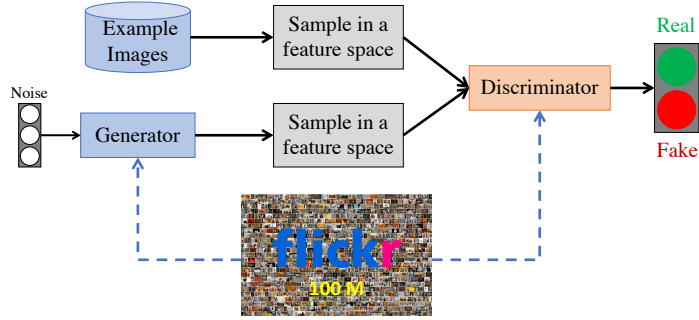 Example
Images
Sample in a
feature space
Real
Noise
Generator
Sample in a
feature space
Discriminator
Fake
flickr
100 M